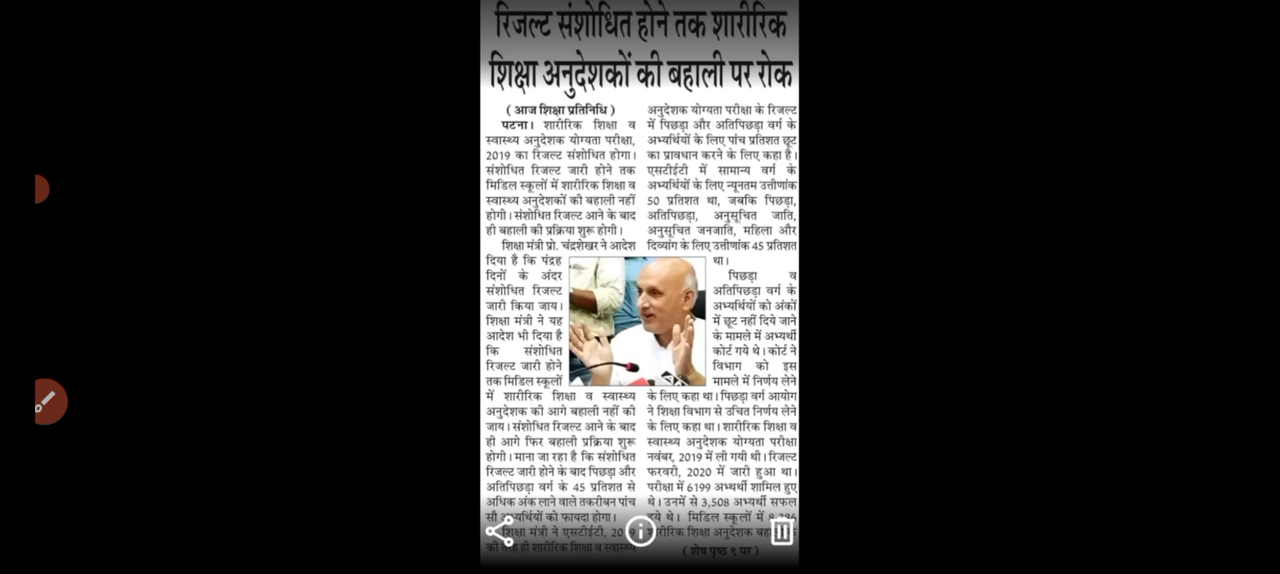 रिजल्ट संशोधित होने तक शारीरिक
शिक्षा अनुदेशकों की बहाली पर रोक
( आज शिक्षा प्रतिनिधि )
पटना। शारीरिक शिक्षा व
स्वास्थ्य अनुदेशक योग्यता परीक्षा,
2019 का रिजल्ट संशोधित होगा।
संशोधित रिजल्ट जारी होने तक
मिडिल स्कूलों में शारीरिक शिक्षा व
स्वास्थ्य अनुदेशकों की बहाली नहीं
होगी। संशोधित रिजल्ट आने के बाद
ही बहाली की प्रक्रिया शुरू होगी।
शिक्षा मंत्री प्रो. चंद्रशेखर ने आदेश
दिया है कि पंद्रह
दिनों के अंदर
संशोधित रिजल्ट
जारी किया जाय।
शिक्षा मंत्री ने यह
आदेश भी दिया है
कि संशोधित
रिजल्ट जारी होने
तक मिडिल स्कूलों
में शारीरिक शिक्षा व स्वास्थ्य
अनुदेशक की आगे बहाली नहीं की
जाय। संशोधित रिजल्ट आने के बाद
ही आगे फिर बहाली प्रक्रिया शुरू
होगी। माना जा रहा है कि संशोधित
रिजल्ट जारी होने के बाद पिछड़ा और
अतिपिछड़ा वर्ग के 45 प्रतिशत से
अधिक अंक लाने वाले तकरीबन पांच
सौ अभ्यर्थियों को फायदा होगा।
शिक्षा मंत्री ने एसटीईटी, 2019
की तरह ही शारीरिक शिक्षा व स्वास्थ्य
अनुदेशक योग्यता परीक्षा के रिजल्ट
में पिछड़ा और अतिपिछड़ा वर्ग के
अभ्यर्थियों के लिए पांच प्रतिशत छूट
का प्रावधान करने के लिए कहा है।
एसटीईटी में सामान्य वर्ग के
अभ्यर्थियों के लिए न्यूनतम उत्तीणांक
50 प्रतिशत था, जबकि पिछड़ा,
अतिपिछड़ा, अनुसूचित जाति,
अनुसूचित जनजाति, महिला और
दिव्यांग के लिए उत्तीणांक 45 प्रतिशत
था।
पिछड़ा व
अतिपिछड़ा वर्ग के
अभ्यर्थियों को अंकों
में छूट नहीं दिये जाने
के मामले में अभ्यर्थी
कोर्ट गये थे। कोर्ट ने
विभाग को इस
मामले में निर्णय लेने
के लिए कहा था। पिछड़ा वर्ग आयोग
ने शिक्षा विभाग से उचित निर्णय लेने
के लिए कहा था। शारीरिक शिक्षा व
स्वास्थ्य अनुदेशक योग्यता परीक्षा
नवंबर, 2019 में ली गयी थी। रिजल्ट
फरवरी, 2020 में जारी हुआ था।
परीक्षा में 6199 अभ्यर्थी शामिल हुए
थे। उनमें से 3,508 अभ्यर्थी सफल
हुये थे। मिडिल स्कूलों में
शारीरिक शिक्षा अनुदेशक
( शेष पृष्ठ ९ पर )